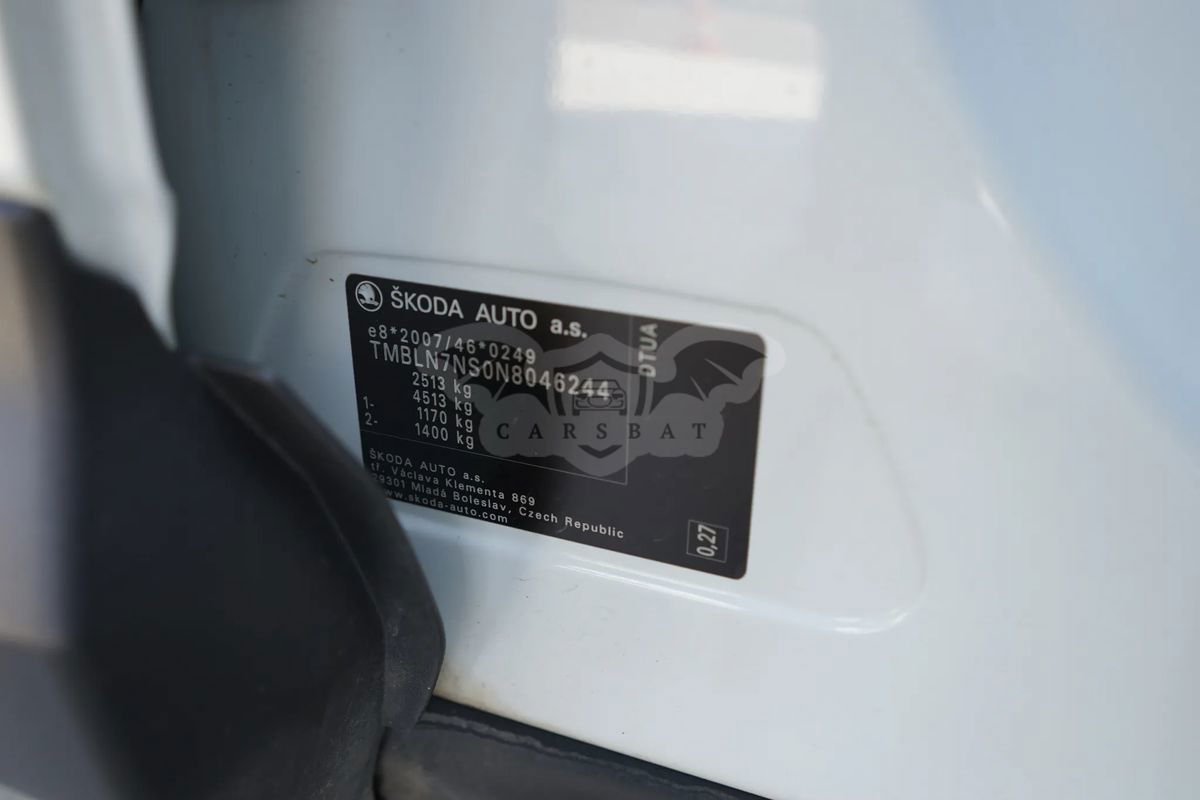 ŠKODA AUTO a.s.
e8*2007/46*0249
TMBLN7NS0N8046244
2513 kg
4513 kg
1- 1170 kg
2- 1400 kg
DTUA
CARSBAT
ŠKODA AUTO a.s.
tř. Václava Klementa 869
29301 Mladá Boleslav, Czech Republic
www.skoda-auto.com
0,27